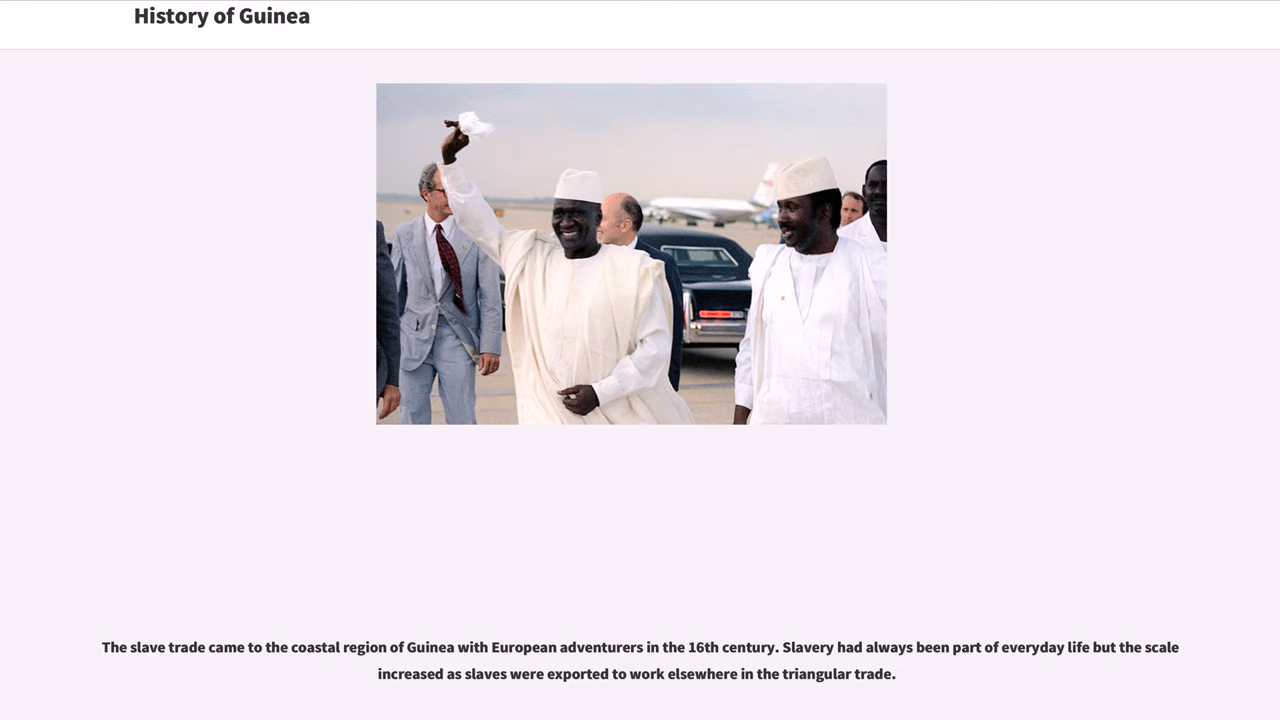 History of Guinea
The slave trade came to the coastal region of Guinea with European adventurers in the 16th century. Slavery had always been part of everyday life but the scale
increased as slaves were exported to work elsewhere in the triangular trade.